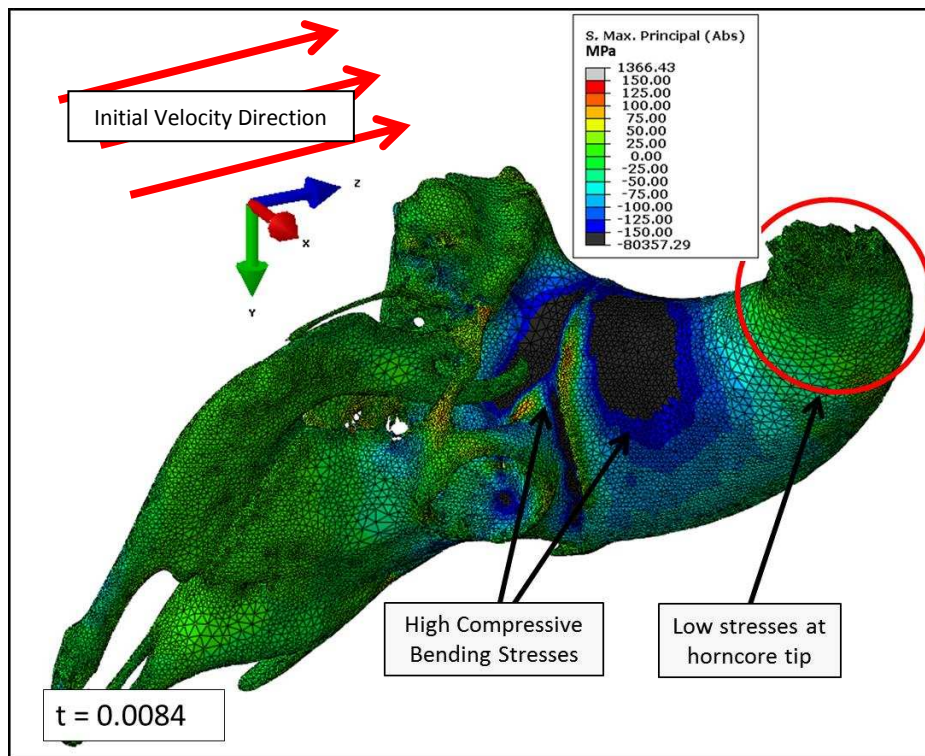 Initial Velocity Direction
S. Max. Principal (Abs)
MPa
1366.43
150.00
125.00
100.00
75.00
50.00
25.00
0.00
-25.00
-50.00
-75.00
-100.00
-125.00
-150.00
-80357.29
Z
X
Y
High Compressive
Bending Stresses
Low stresses at
horncore tip
t = 0.0084